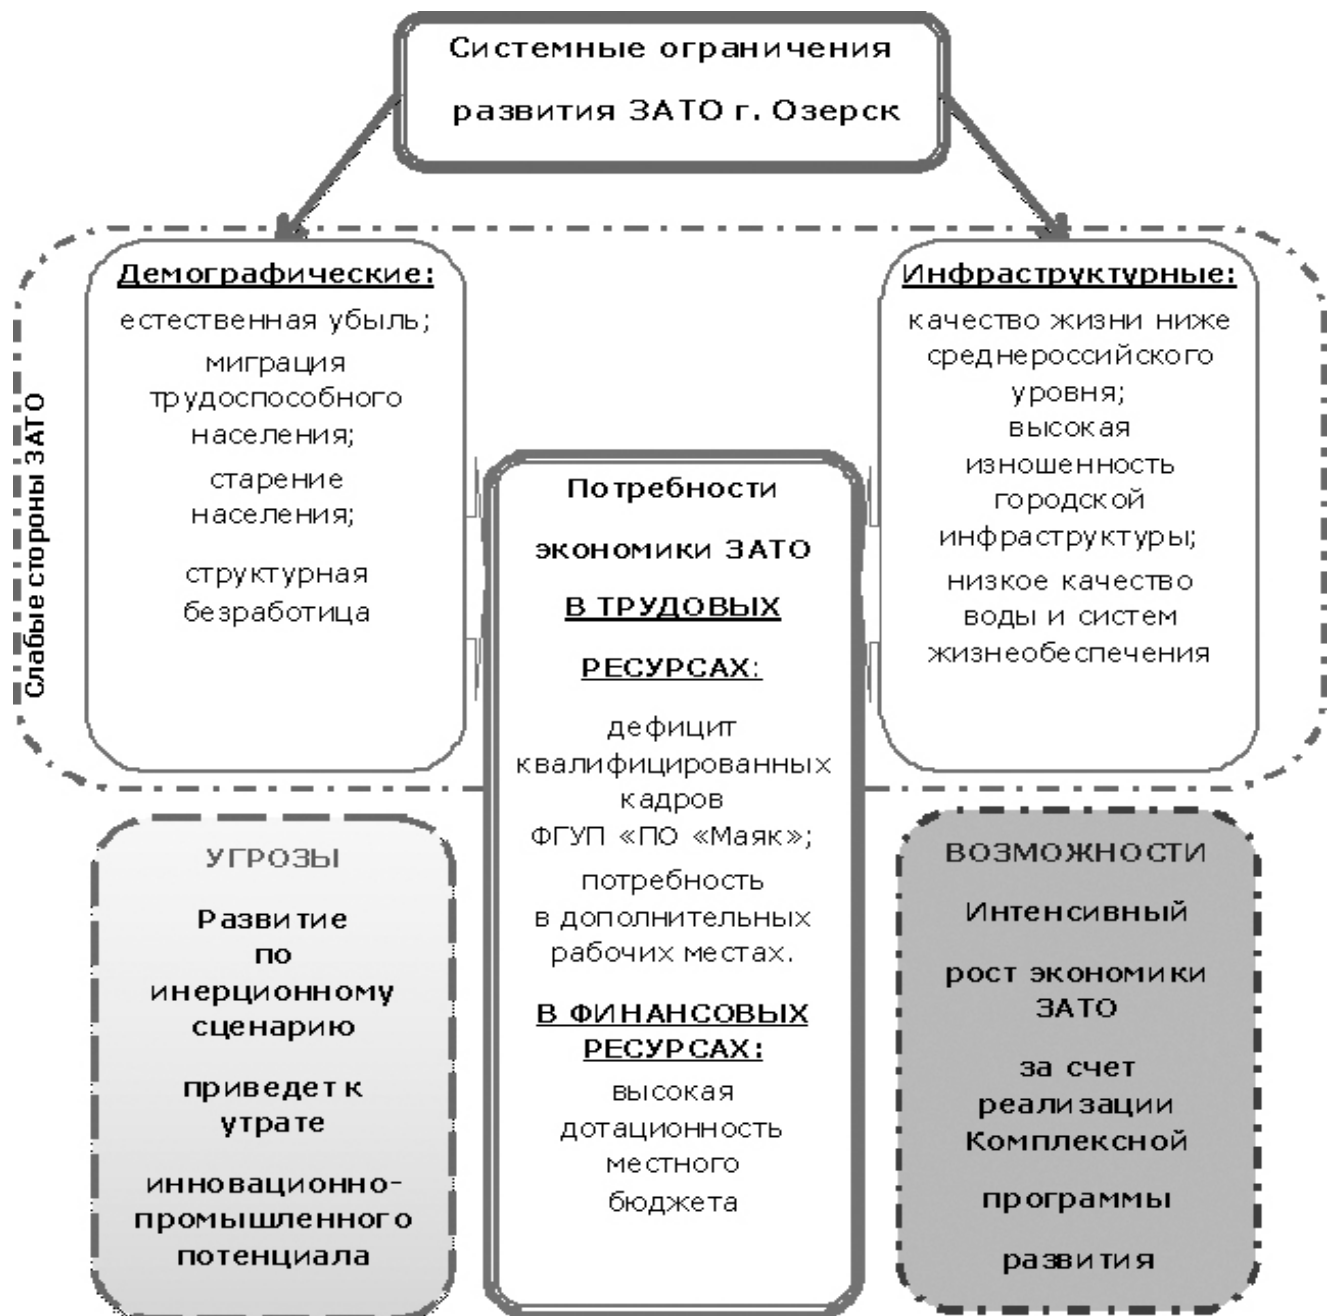 Системные ограничения
развития ЗАТО г. Озерск
Слабые стороны ЗАТО
Демографические:
естественная убыль;
миграция
трудоспособного
населения;
старение
населения;
структурная
безработица
Инфраструктурные:
качество жизни ниже
среднероссийского
уровня;
высокая
изношенность
городской
инфраструктуры;
низкое качество
воды и систем
жизнеобеспечения
Потребности
экономики ЗАТО
В ТРУДОВЫХ
РЕСУРСАХ:
дефицит
квалифицированных
кадров
ФГУП «ПО «Маяк»;
потребность
в дополнительных
рабочих местах.
В ФИНАНСОВЫХ
РЕСУРСАХ:
высокая
дотационность
местного
бюджета
УГРОЗЫ
Развитие
по
инерционному
сценарию
приведет к
утрате
инновационно-
промышленного
потенциала
ВОЗМОЖНОСТИ
Интенсивный
рост экономики
ЗАТО
за счет
реализации
Комплексной
программы
развития